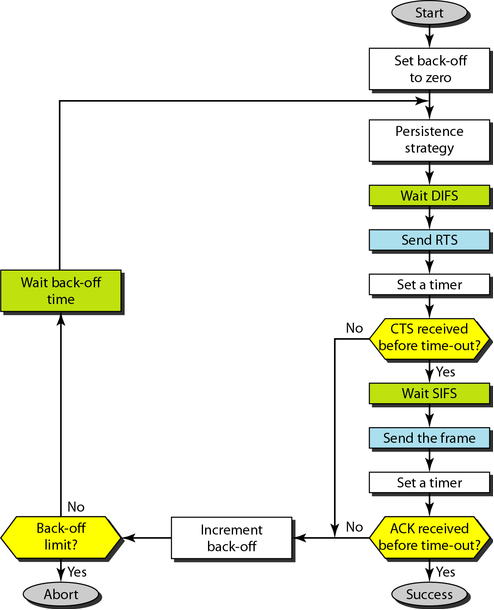 Start
Set back-off
to zero
Persistence
strategy
Wait DIFS
Send RTS
Set a timer
Wait back-off
time
No
CTS received
before time-out?
Yes
Wait SIFS
Send the frame
Set a timer
No
Back-off
limit?
Increment
back-off
No
ACK received
before time-out?
Yes
Yes
Abort
Success